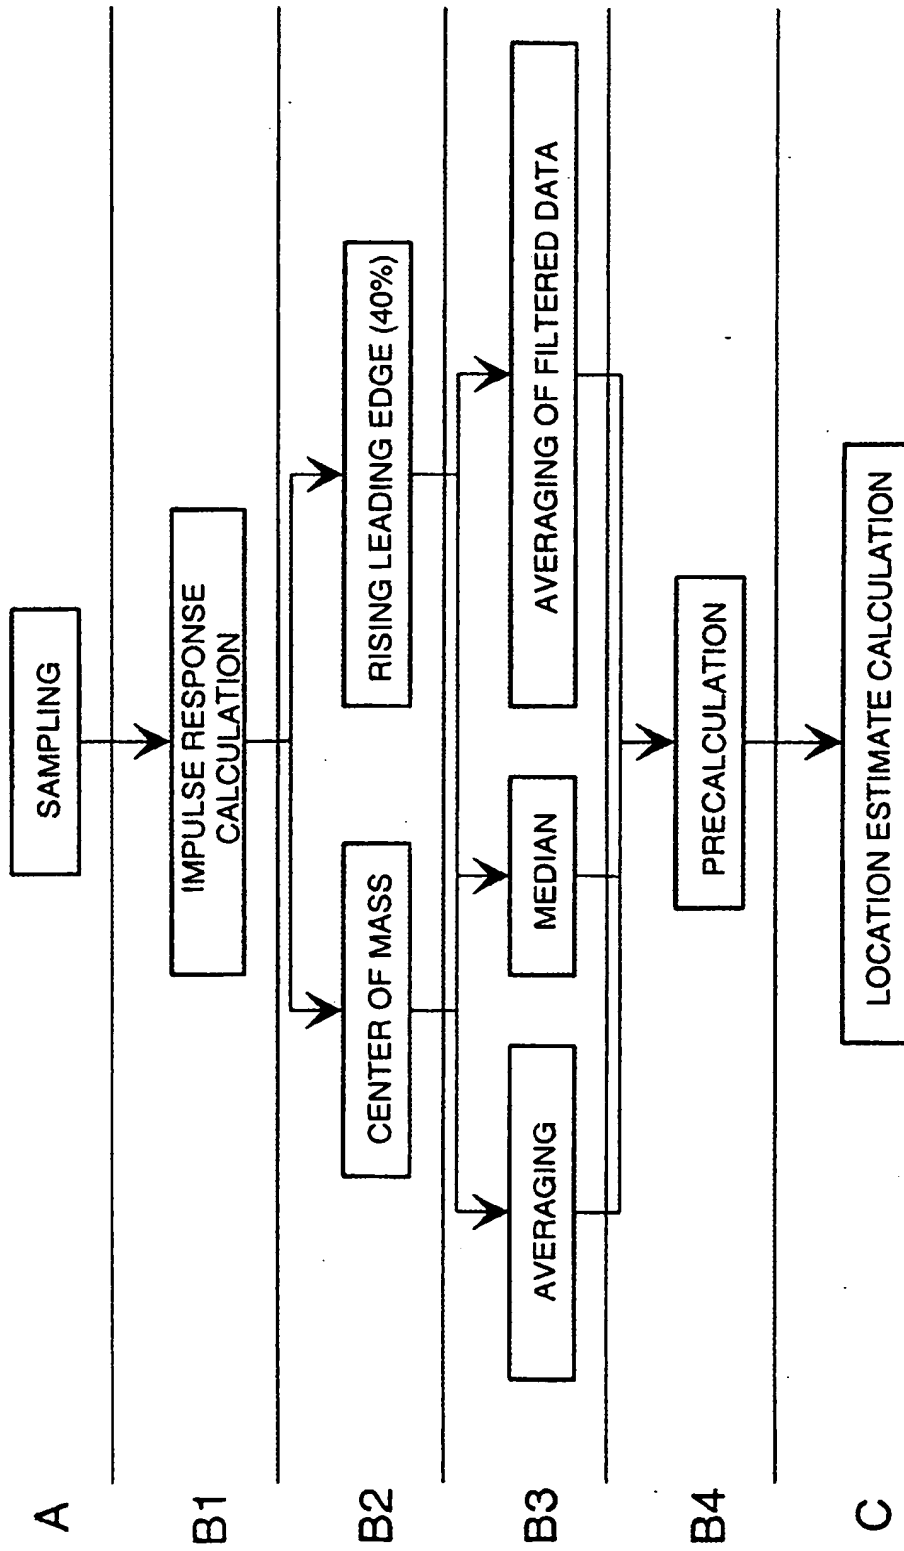 A
SAMPLING
B1
IMPULSE RESPONSE
CALCULATION
B2
CENTER OF MASS
RISING LEADING EDGE (40%)
B3
AVERAGING
MEDIAN
AVERAGING OF FILTERED DATA
B4
PRECALCULATION
C
LOCATION ESTIMATE CALCULATION